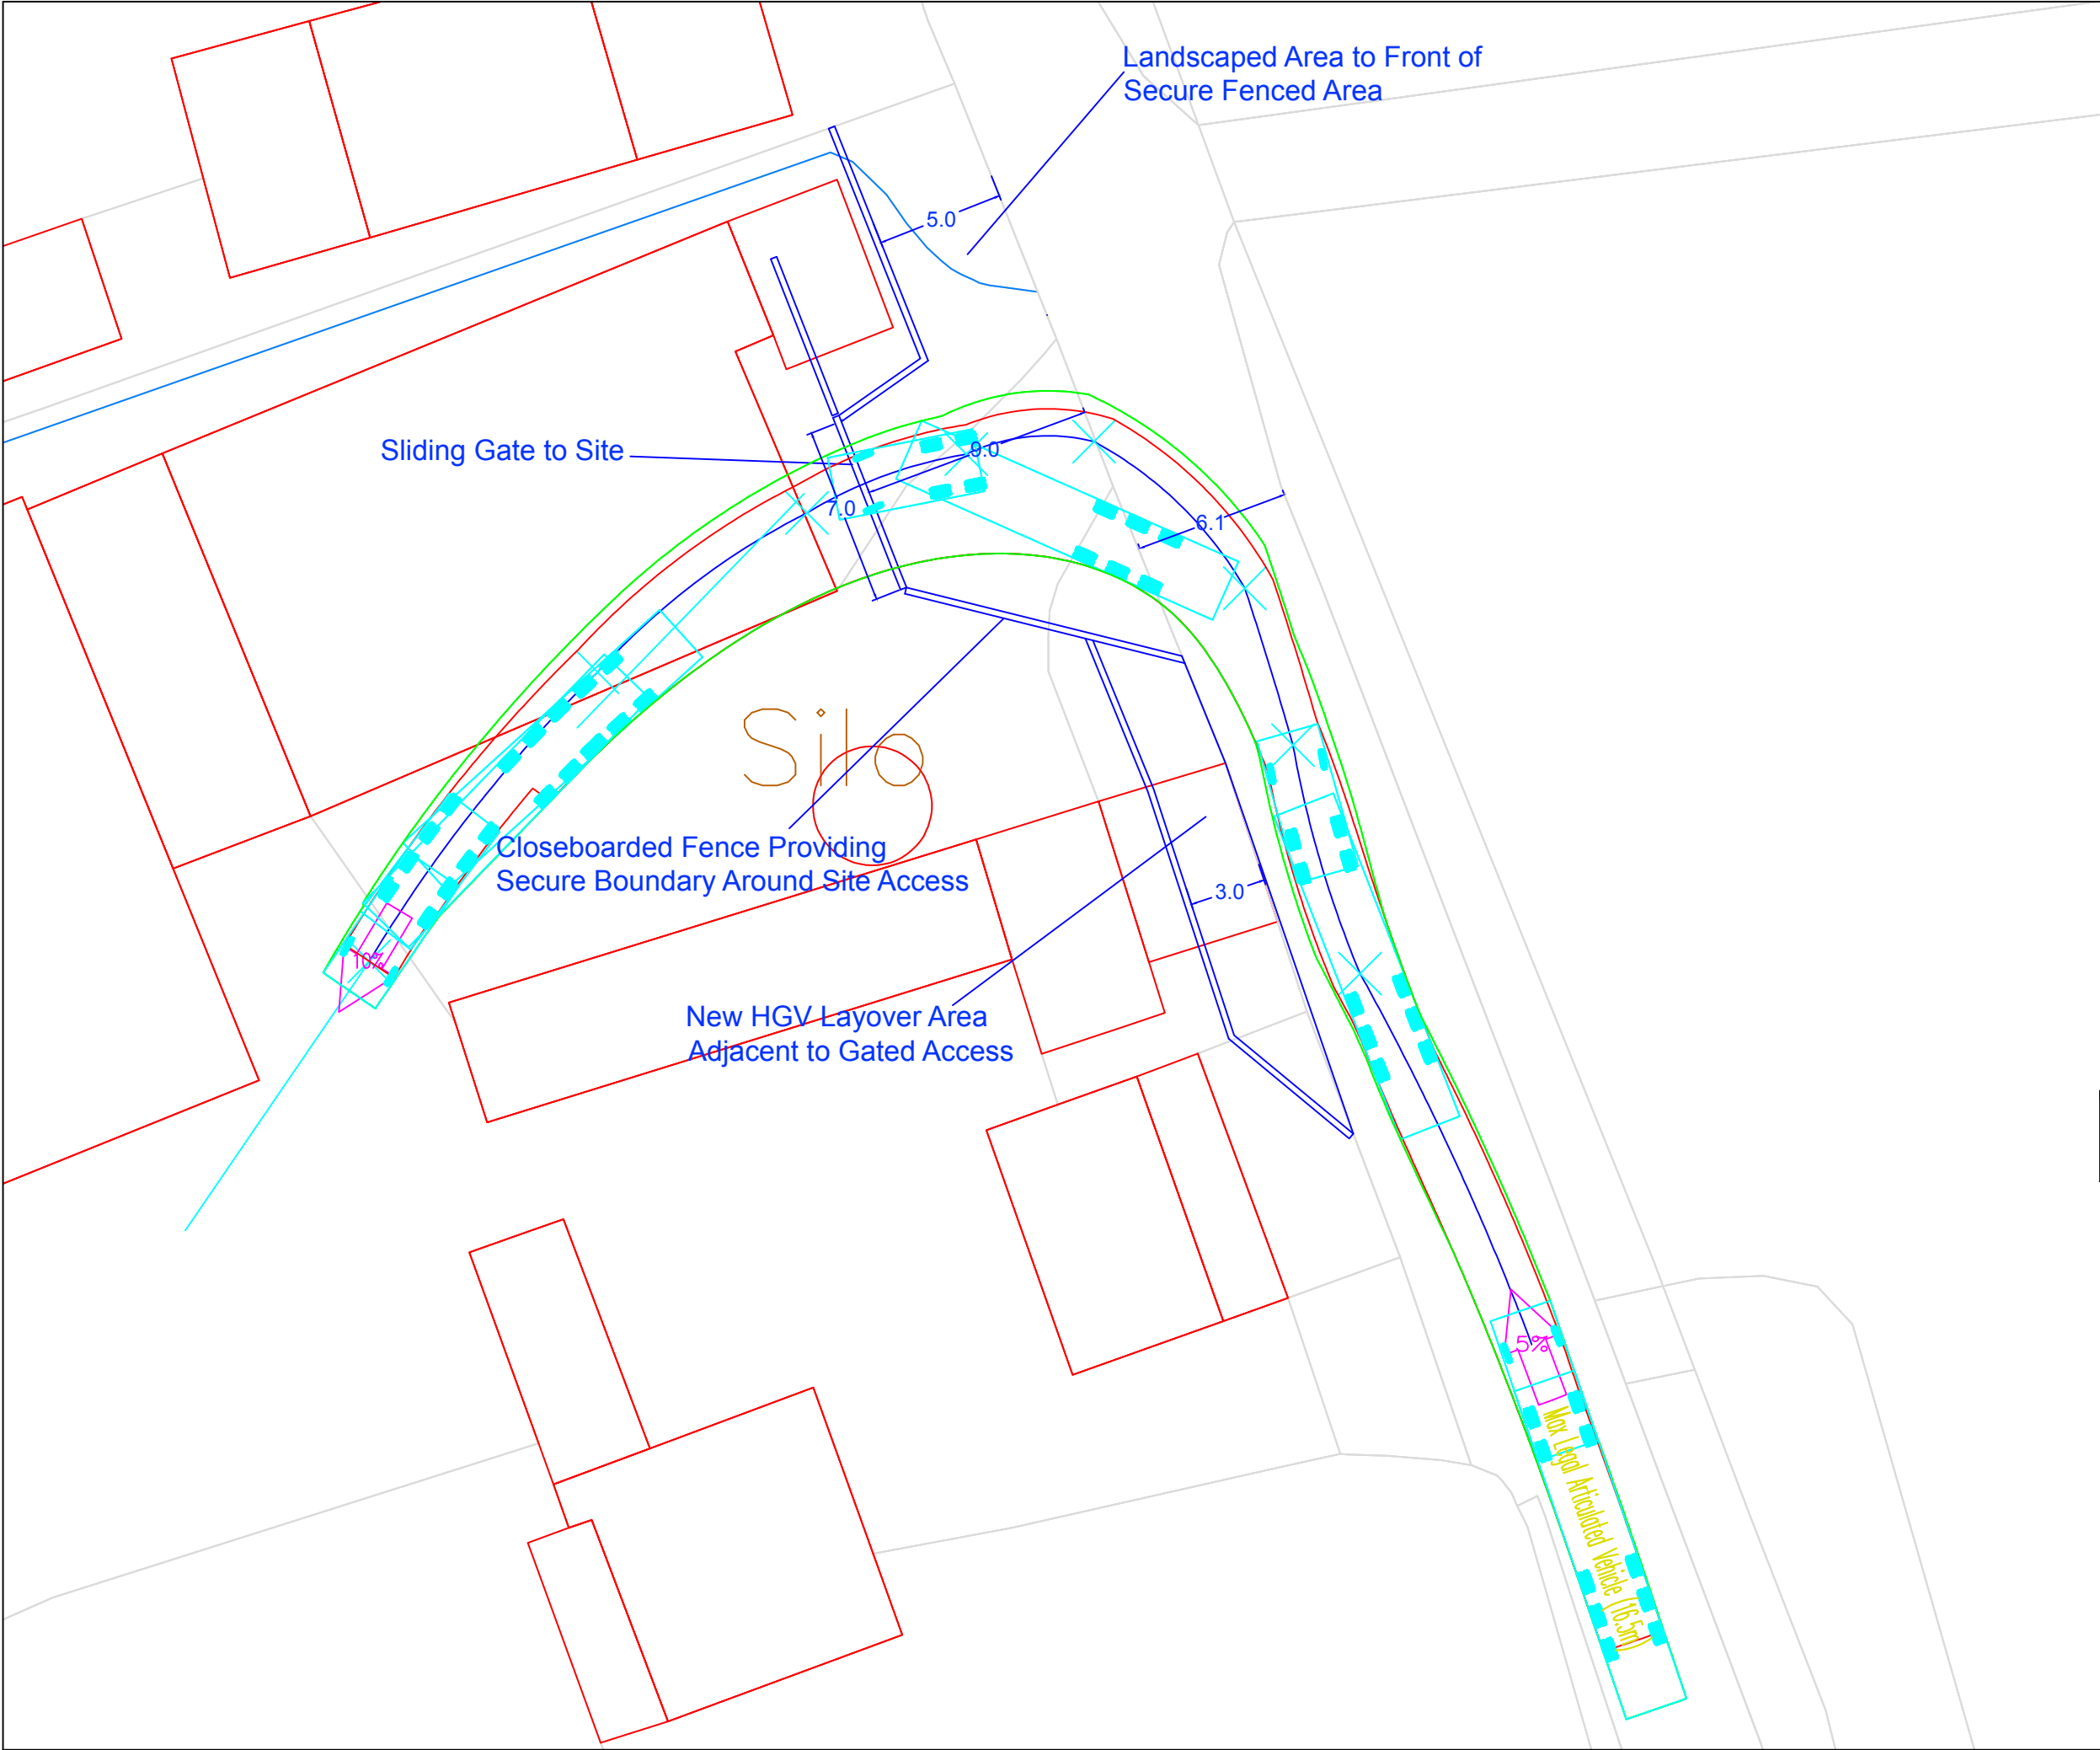 Landscaped Area to Front of
Secure Fenced Area
5.0
Sliding Gate to Site
9.0
7.0
6.1
Silo
Closeboarded Fence Providing
Secure Boundary Around Site Access
3.0
10%
New HGV Layover Area
Adjacent to Gated Access
5%
Max Legal Articulated Vehicle (16.5m)